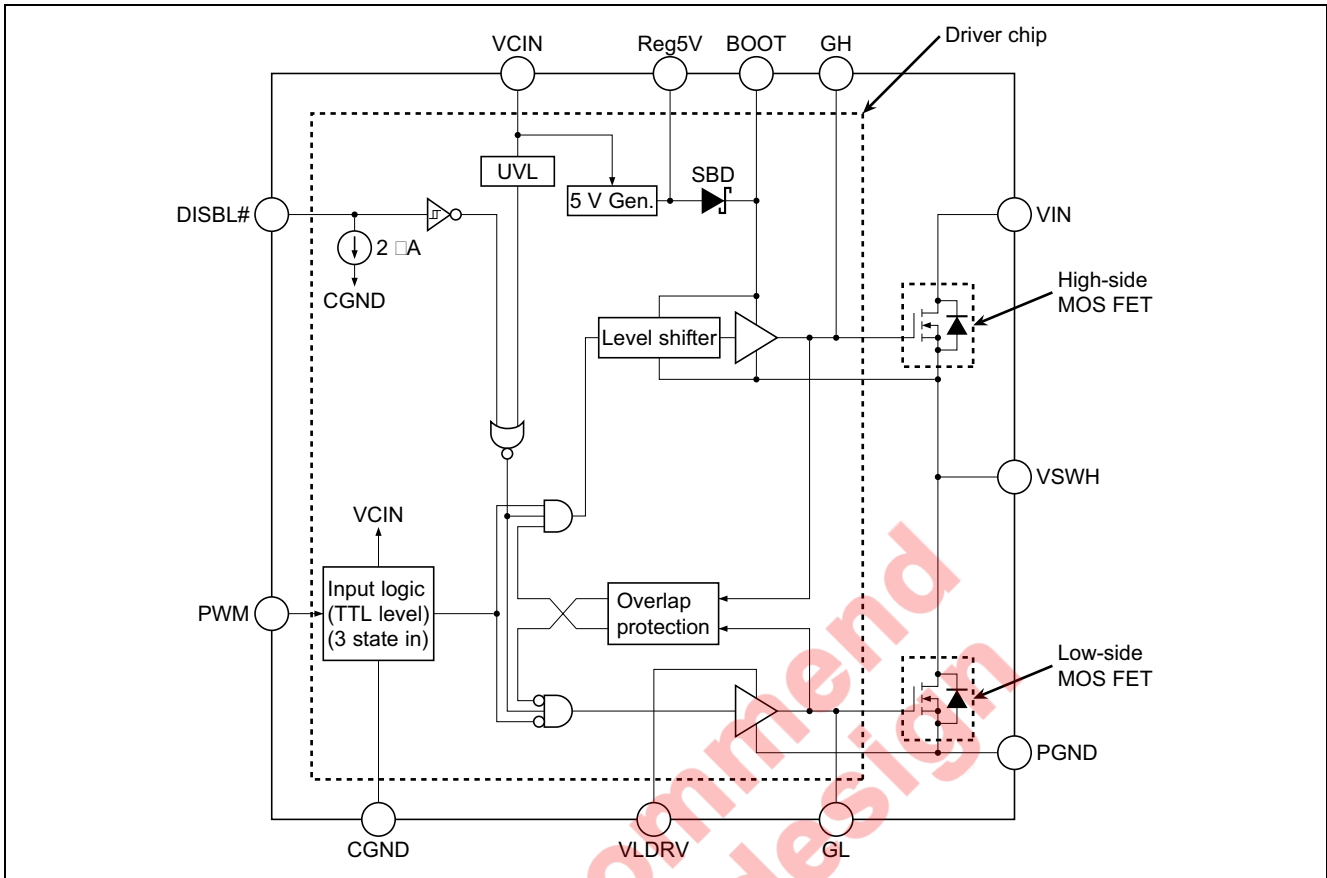 VCIN
Reg5V
BOOT
GH
Driver chip
UVL
SBD
5 V Gen.
DISBL#
2 □A
CGND
VIN
High-side
MOS FET
Level shifter
VSWH
VCIN
PWM
Input logic
(TTL level)
(3 state in)
Overlap
protection
Low-side
MOS FET
PGND
CGND
VLDRV
GL
ommend
design